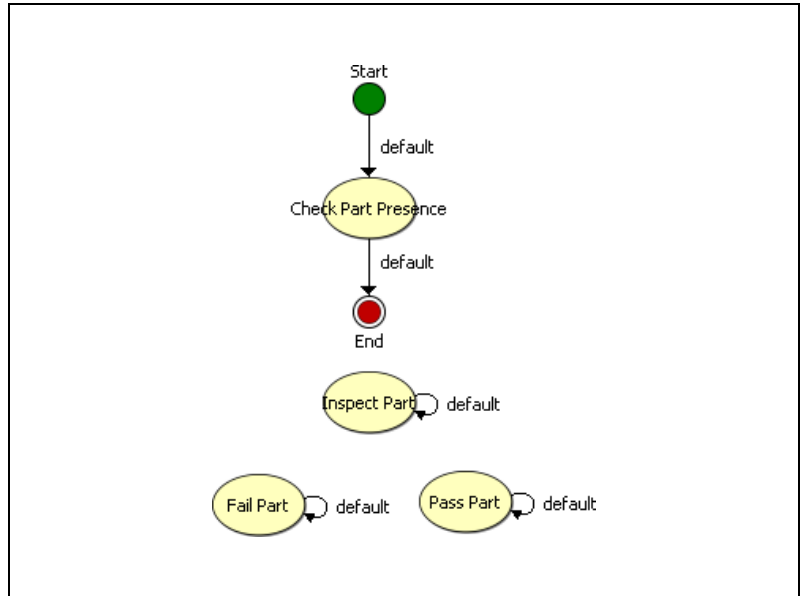 Start
default
Check Part Presence
default
End
Inspect Part
default
Fail Part
default
Pass Part
default